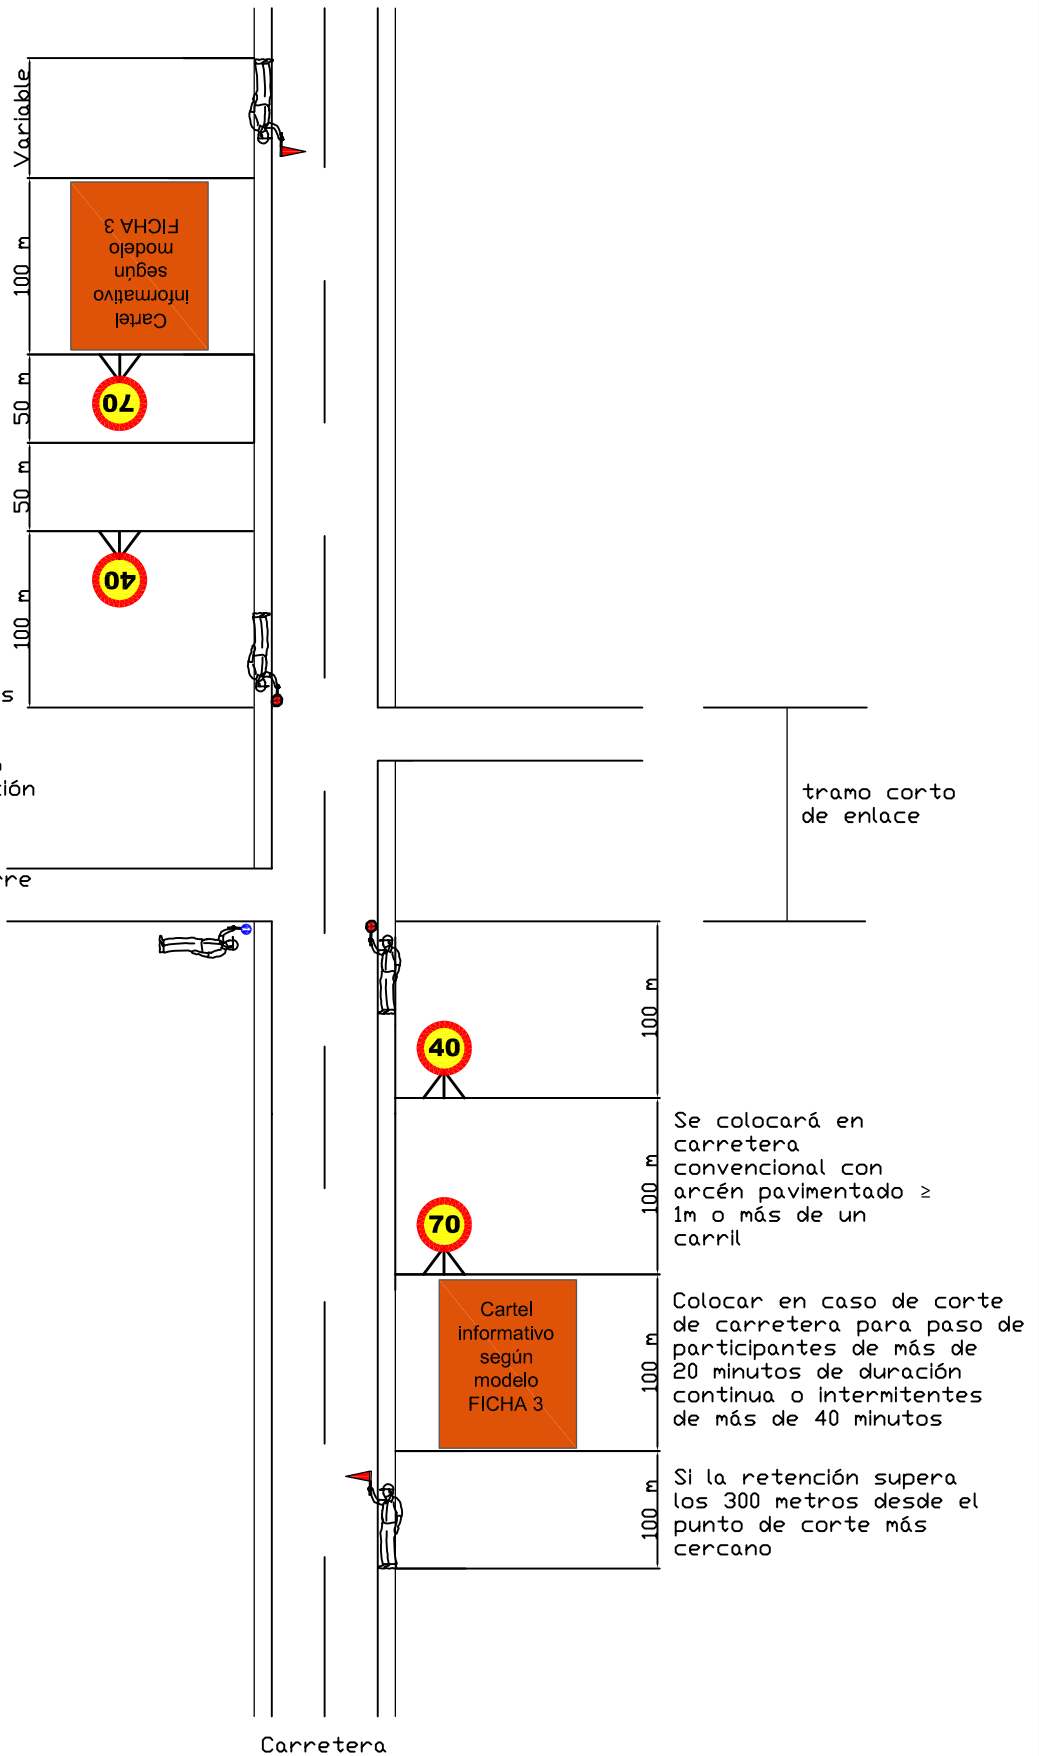 Variable
100 m
Cartel
informativo
según
modelo
FICHA 3
50 m
70
50 m
100 m
40
s
ción
rre
tramo corto
de enlace
100 m
40
100 m
Se colocará en
carretera
convencional con
arcén pavimentado ≥
1m o más de un
carril
70
100 m
Cartel
informativo
según
modelo
FICHA 3
Colocar en caso de corte
de carretera para paso de
participantes de más de
20 minutos de duración
continua o intermitentes
de más de 40 minutos
100 m
Si la retención supera
los 300 metros desde el
punto de corte más
cercano
Carretera